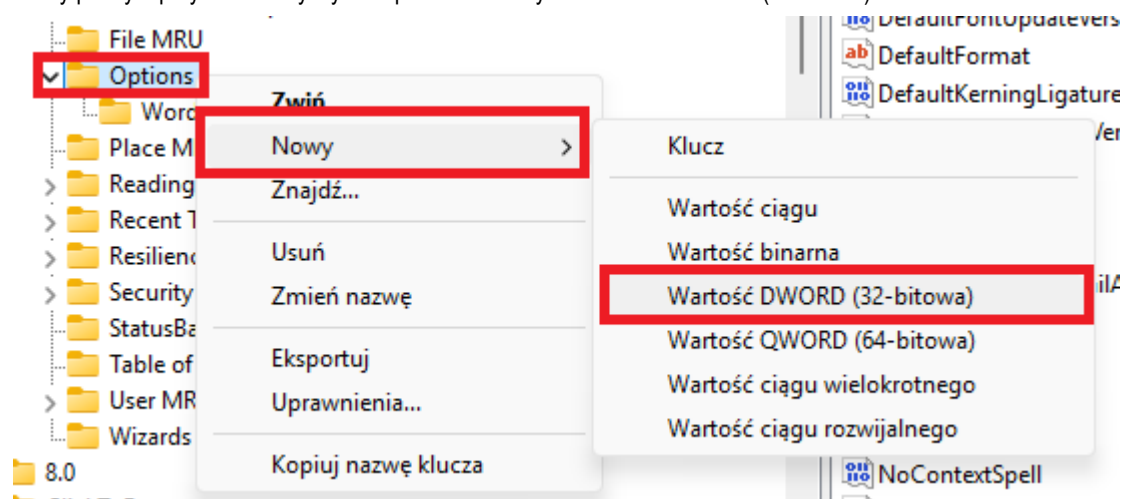 File MRU
Options
Zwiń
Nowy
Znajdź...
Usuń
Zmień nazwę
Eksportuj
Uprawnienia...
Kopiuj nazwę klucza
Place M
Reading
Recent T
Resilienc
Security
StatusBa
Table of
User MR
Wizards
8.0
Klucz
Wartość ciągu
Wartość binarna
Wartość DWORD (32-bitowa)
Wartość QWORD (64-bitowa)
Wartość ciągu wielokrotnego
Wartość ciągu rozwijalnego
DefaultFontUpdateVers
DefaultFormat
DefaultKerningLigature
NoContextSpell